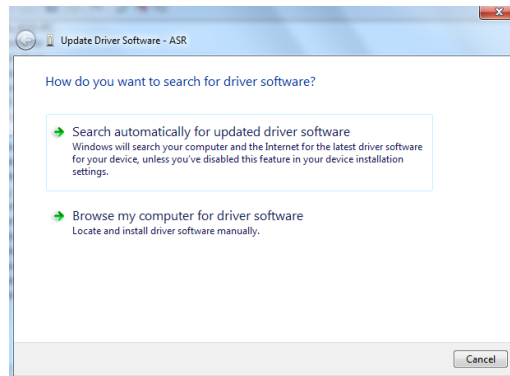 Update Driver Software - ASR
How do you want to search for driver software?
Search automatically for updated driver software
Windows will search your computer and the Internet for the latest driver software
for your device, unless you've disabled this feature in your device installation
settings.
Browse my computer for driver software
Locate and install driver software manually.
Cancel